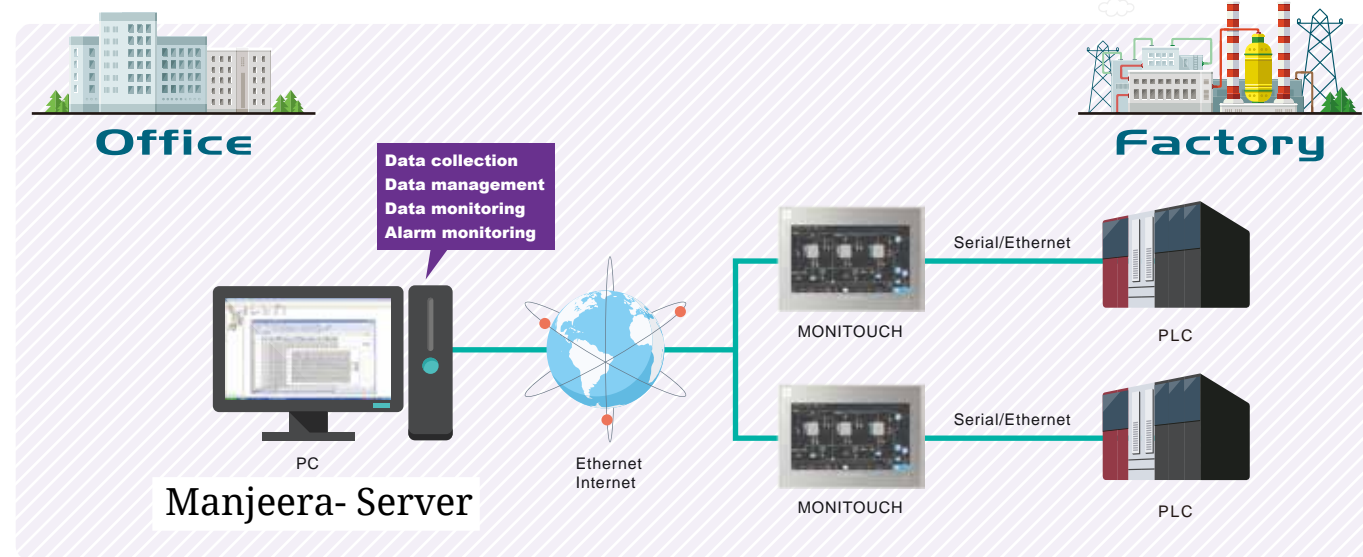 Office
Factory
Data collection
Data management
Data monitoring
Alarm monitoring
Serial/Ethernet
MONITOUCH
PLC
Serial/Ethernet
PC
Ethernet
Internet
MONITOUCH
PLC
Manjeera- Server